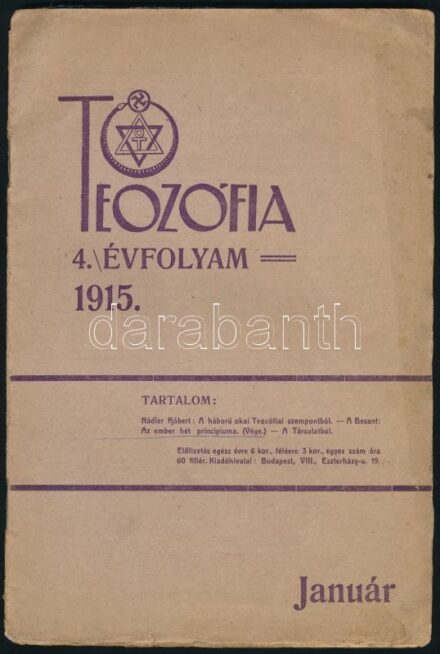 TEOZÓFIA
4. ÉVFOLYAM
1915.
darabanth
TARTALOM:
Nádler Róbert: A háború okai Teozófiai szempontból. — A Besant:
Az ember hét principiuma. (Vége.) — A Társulatból.
Előfizetés egész évre 6 kor., félévre 3 kor., egyes szám ára
60 fillér. Kiadóhivatal: Budapest, VIII., Eszterházy-u. 19.
Január